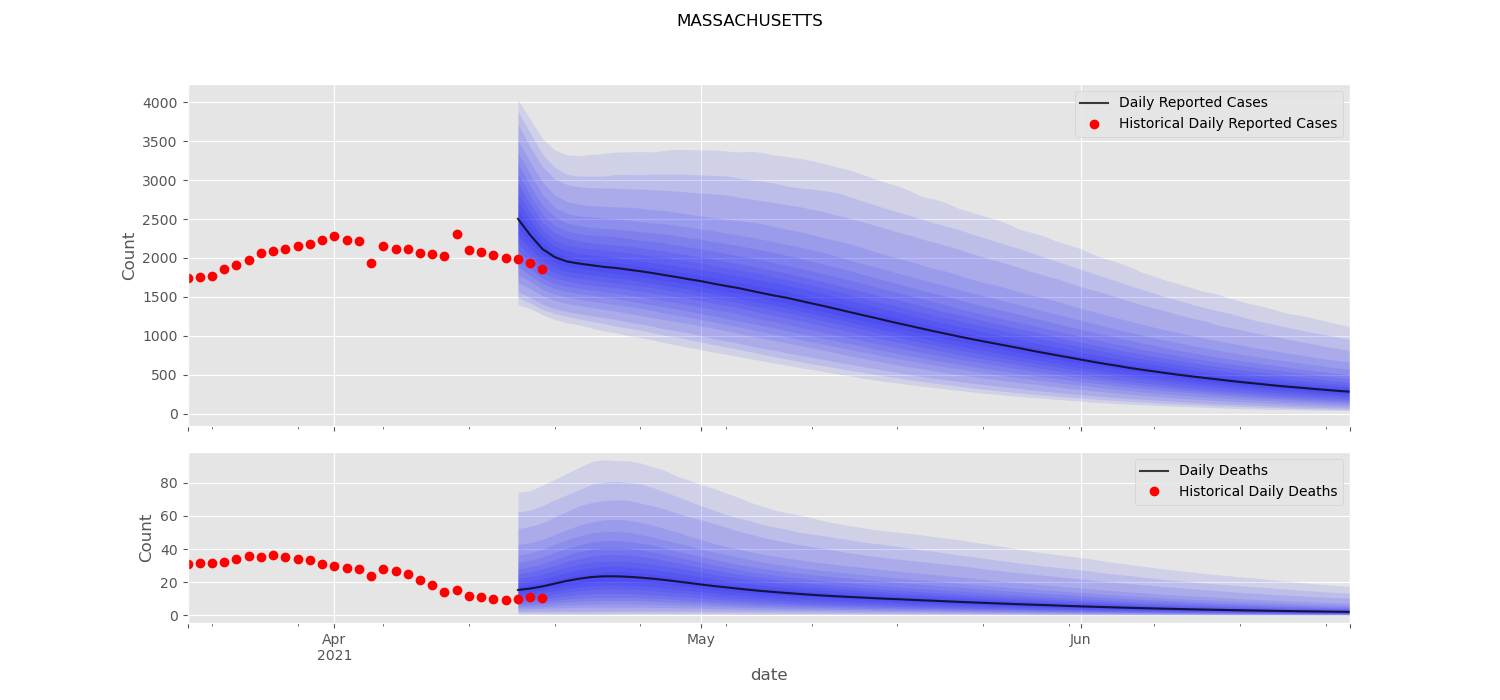 MASSACHUSETTS
Count
4000
3500
3000
2500
2000
1500
1000
500
0
Daily Reported Cases
Historical Daily Reported Cases
Count
80
60
40
20
0
Daily Deaths
Historical Daily Deaths
Apr
2021
May
Jun
date